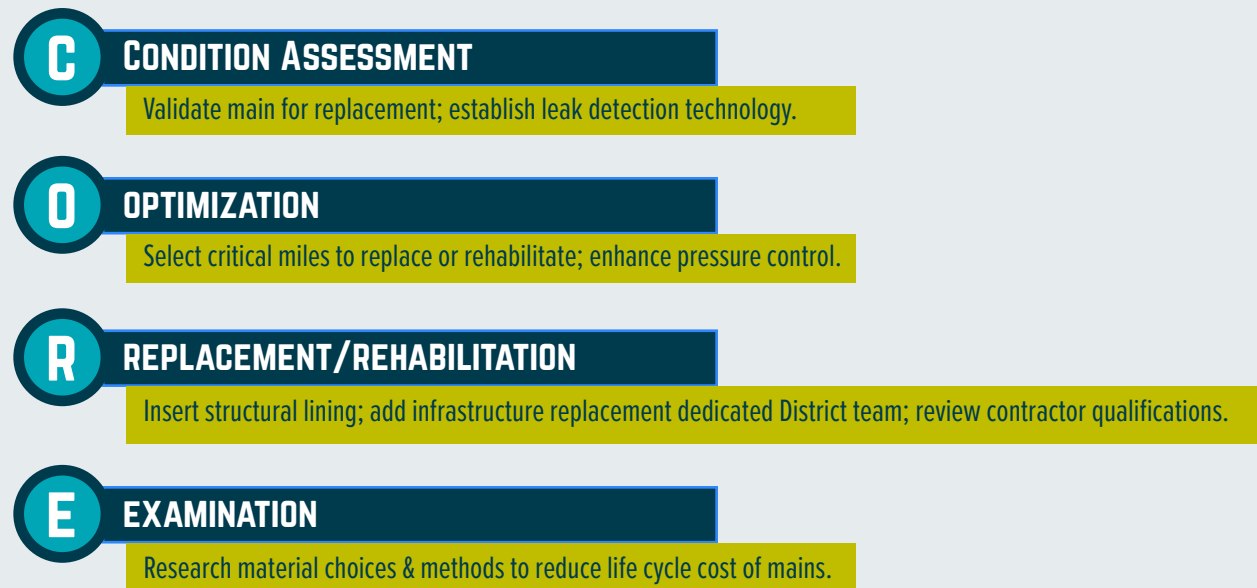 C
CONDITION ASSESSMENT
Validate main for replacement; establish leak detection technology.
O
OPTIMIZATION
Select critical miles to replace or rehabilitate; enhance pressure control.
R
REPLACEMENT/REHABILITATION
Insert structural lining; add infrastructure replacement dedicated District team; review contractor qualifications.
E
EXAMINATION
Research material choices & methods to reduce life cycle cost of mains.